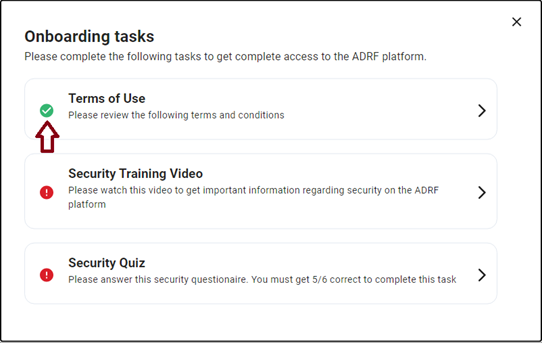 Onboarding tasks
Please complete the following tasks to get complete access to the ADRF platform.
Terms of Use
Please review the following terms and conditions
Security Training Video
Please watch this video to get important information regarding security on the ADRF
platform
Security Quiz
Please answer this security questionaire. You must get 5/6 correct to complete this task